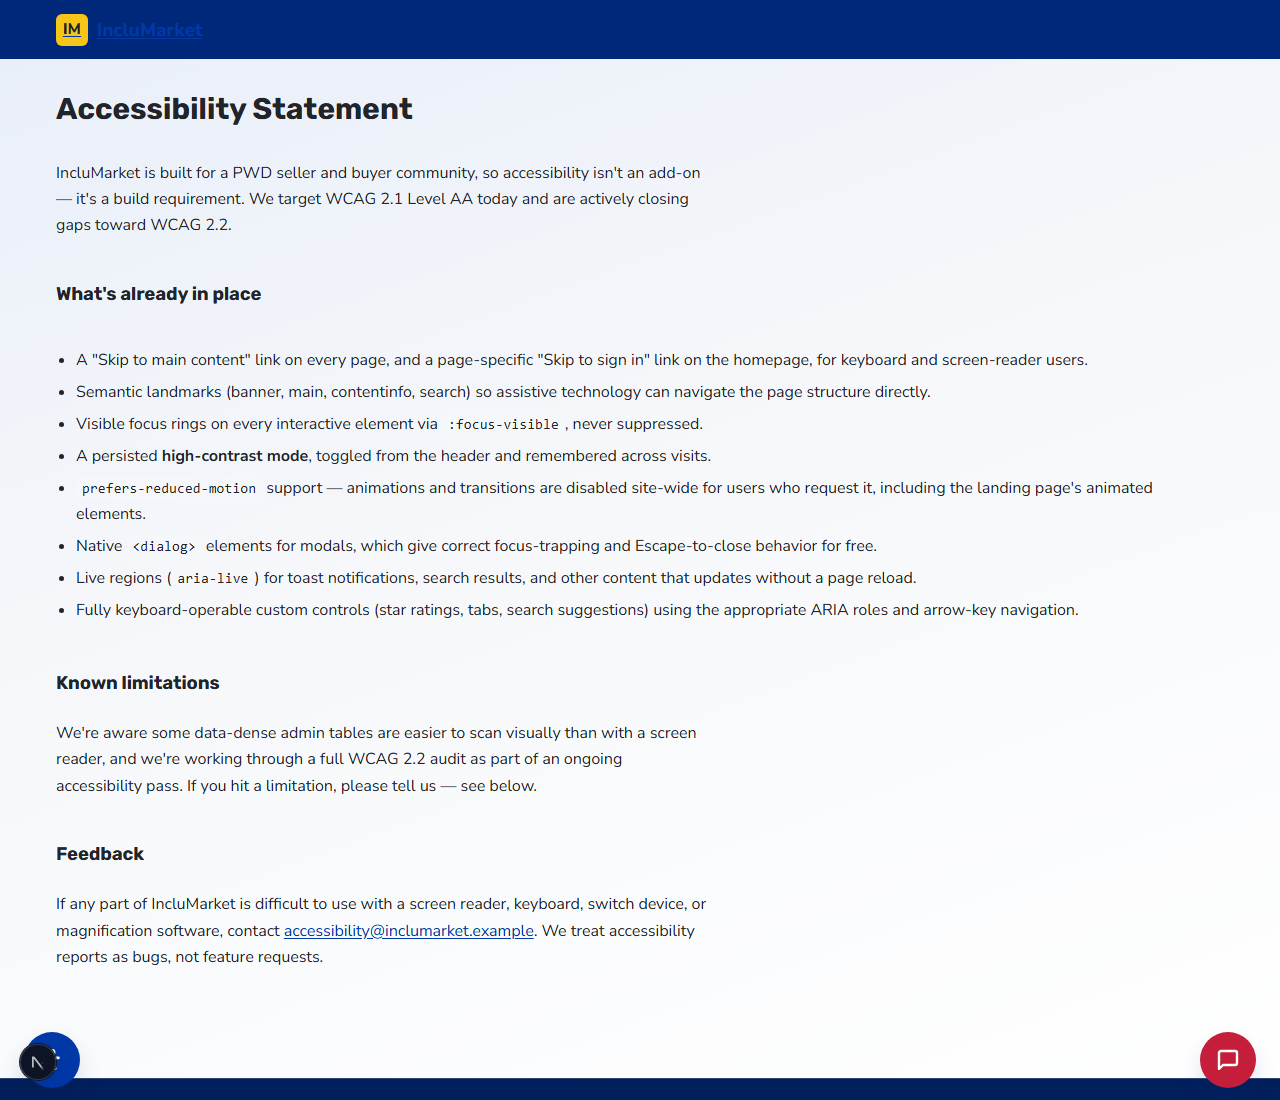 IM IncluMarket
Accessibility Statement
IncluMarket is built for a PWD seller and buyer community, so accessibility isn't an add-on
— it's a build requirement. We target WCAG 2.1 Level AA today and are actively closing
gaps toward WCAG 2.2.
What's already in place
• A "Skip to main content" link on every page, and a page-specific "Skip to sign in" link on the homepage, for keyboard and screen-reader users.
• Semantic landmarks (banner, main, contentinfo, search) so assistive technology can navigate the page structure directly.
• Visible focus rings on every interactive element via :focus-visible , never suppressed.
• A persisted high-contrast mode, toggled from the header and remembered across visits.
• prefers-reduced-motion support — animations and transitions are disabled site-wide for users who request it, including the landing page's animated
elements.
• Native <dialog> elements for modals, which give correct focus-trapping and Escape-to-close behavior for free.
• Live regions ( aria-live ) for toast notifications, search results, and other content that updates without a page reload.
• Fully keyboard-operable custom controls (star ratings, tabs, search suggestions) using the appropriate ARIA roles and arrow-key navigation.
Known limitations
We're aware some data-dense admin tables are easier to scan visually than with a screen
reader, and we're working through a full WCAG 2.2 audit as part of an ongoing
accessibility pass. If you hit a limitation, please tell us — see below.
Feedback
If any part of IncluMarket is difficult to use with a screen reader, keyboard, switch device, or
magnification software, contact accessibility@inclumarket.example. We treat accessibility
reports as bugs, not feature requests.
N